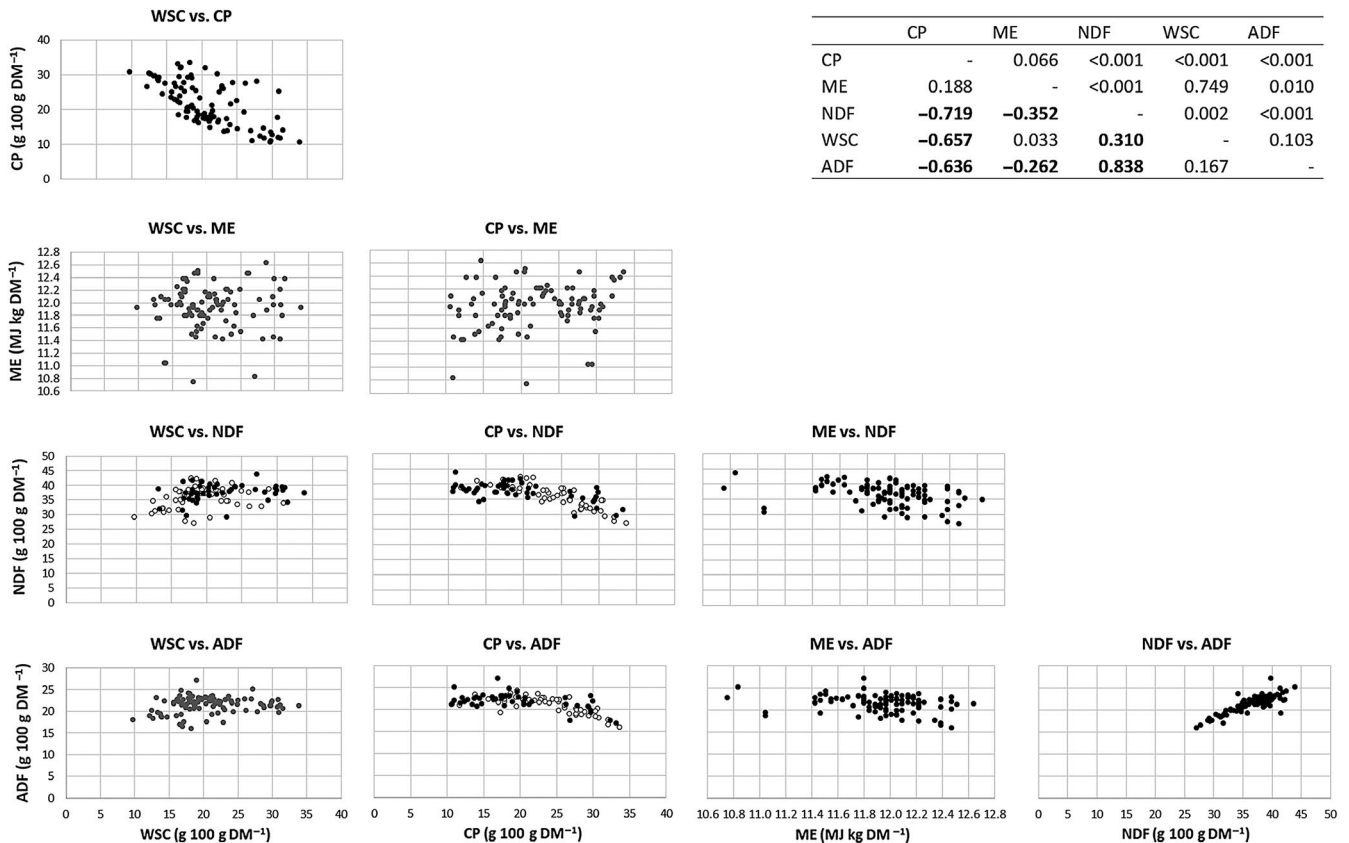 WSC vs. CP
CP (g 100 g DM⁻¹)
40
30
20
10
0
CP ME NDF WSC ADF
CP - 0.066 <0.001 <0.001 <0.001
ME 0.188 - <0.001 0.749 0.010
NDF −0.719 −0.352 - 0.002 <0.001
WSC −0.657 0.033 0.310 - 0.103
ADF −0.636 −0.262 0.838 0.167 -
WSC vs. ME
CP vs. ME
ME (MJ kg DM⁻¹)
12.8
12.6
12.4
12.2
12.0
11.8
11.6
11.4
11.2
11.0
10.8
10.6
WSC vs. NDF
CP vs. NDF
ME vs. NDF
NDF (g 100 g DM⁻¹)
50
45
40
35
30
25
20
15
10
5
0
WSC vs. ADF
CP vs. ADF
ME vs. ADF
NDF vs. ADF
ADF (g 100 g DM⁻¹)
30
25
20
15
10
5
0
0 5 10 15 20 25 30 35 40
0 5 10 15 20 25 30 35 40
10.6 10.8 11.0 11.2 11.4 11.6 11.8 12.0 12.2 12.4 12.6 12.8
0 10 20 30 40 50
WSC (g 100 g DM⁻¹)
CP (g 100 g DM⁻¹)
ME (MJ kg DM⁻¹)
NDF (g 100 g DM⁻¹)